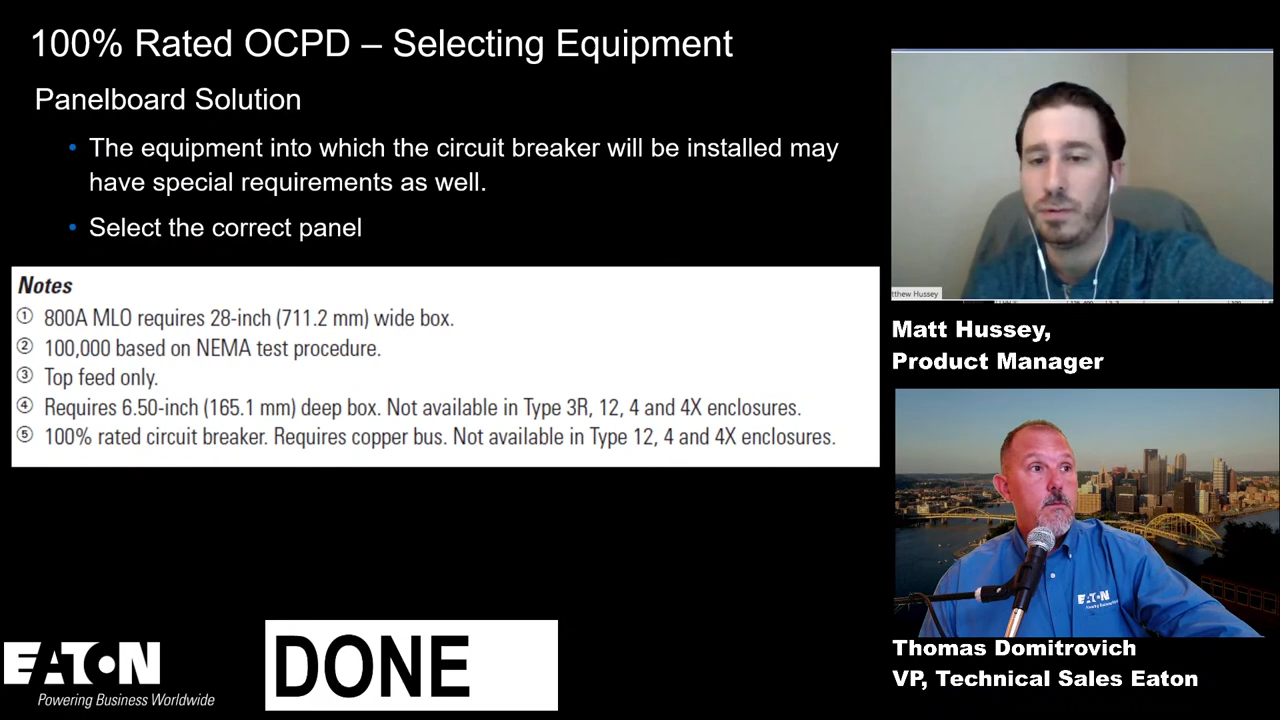 100% Rated OCPD – Selecting Equipment
Panelboard Solution
• The equipment into which the circuit breaker will be installed may
have special requirements as well.
• Select the correct panel
Notes
① 800A MLO requires 28-inch (711.2 mm) wide box.
② 100,000 based on NEMA test procedure.
③ Top feed only.
④ Requires 6.50-inch (165.1 mm) deep box. Not available in Type 3R, 12, 4 and 4X enclosures.
⑤ 100% rated circuit breaker. Requires copper bus. Not available in Type 12, 4 and 4X enclosures.
EATON
Powering Business Worldwide
DONE
tthew Hussey
Matt Hussey,
Product Manager
EATON
Thomas Domitrovich
VP, Technical Sales Eaton